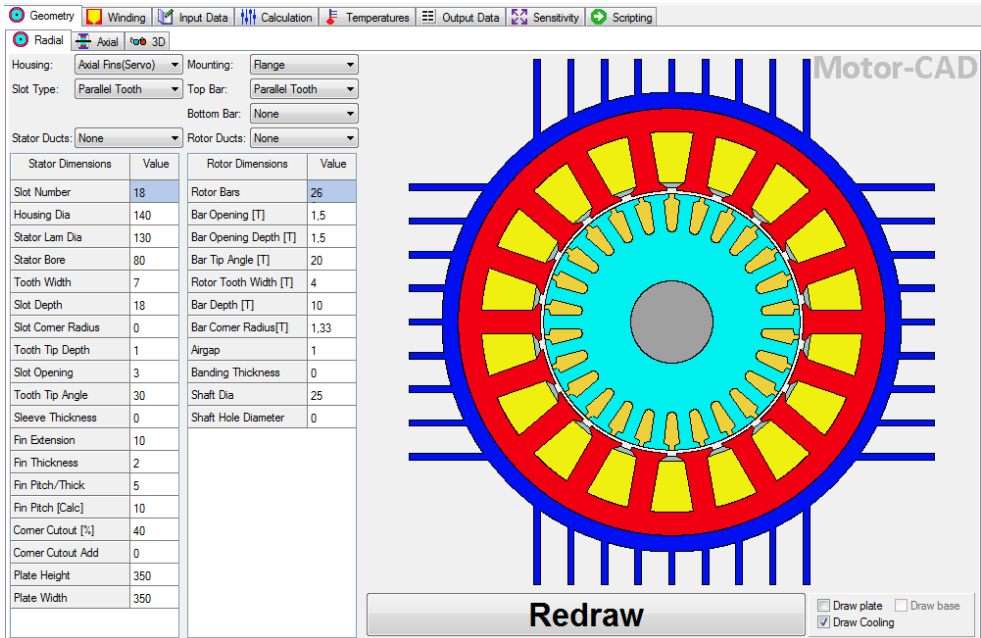 Geometry Winding Input Data Calculation Temperatures Output Data Sensitivity Scripting
Radial Axial 3D
Housing: Axial Fins(Servo) Mounting: Flange
Slot Type: Parallel Tooth Top Bar: Parallel Tooth
Bottom Bar: None
Stator Ducts: None Rotor Ducts: None
Motor-CAD
Stator Dimensions Value
Slot Number 18
Housing Dia 140
Stator Lam Dia 130
Stator Bore 80
Tooth Width 7
Slot Depth 18
Slot Corner Radius 0
Tooth Tip Depth 1
Slot Opening 3
Tooth Tip Angle 30
Sleeve Thickness 0
Fin Extension 10
Fin Thickness 2
Fin Pitch/Thick 5
Fin Pitch [Calc] 10
Corner Cutout [%] 40
Corner Cutout Add 0
Plate Height 350
Plate Width 350
Rotor Dimensions Value
Rotor Bars 26
Bar Opening [T] 1,5
Bar Opening Depth [T] 1,5
Bar Tip Angle [T] 20
Rotor Tooth Width [T] 4
Bar Depth [T] 10
Bar Corner Radius[T] 1,33
Airgap 1
Banding Thickness 0
Shaft Dia 25
Shaft Hole Diameter 0
Redraw
Draw plate Draw base
Draw Cooling